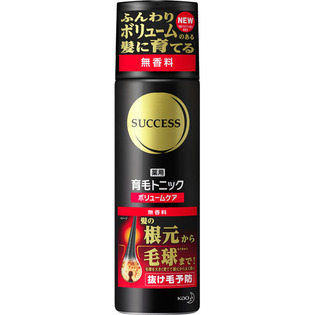 ふんわり
ボリュームのある
髪に育てる
NEW
無香料
SUCCESS
薬用
育毛トニック
ボリュームケア
無香料
髪の
根元から
毛球まで!
抜け毛予防
Kao